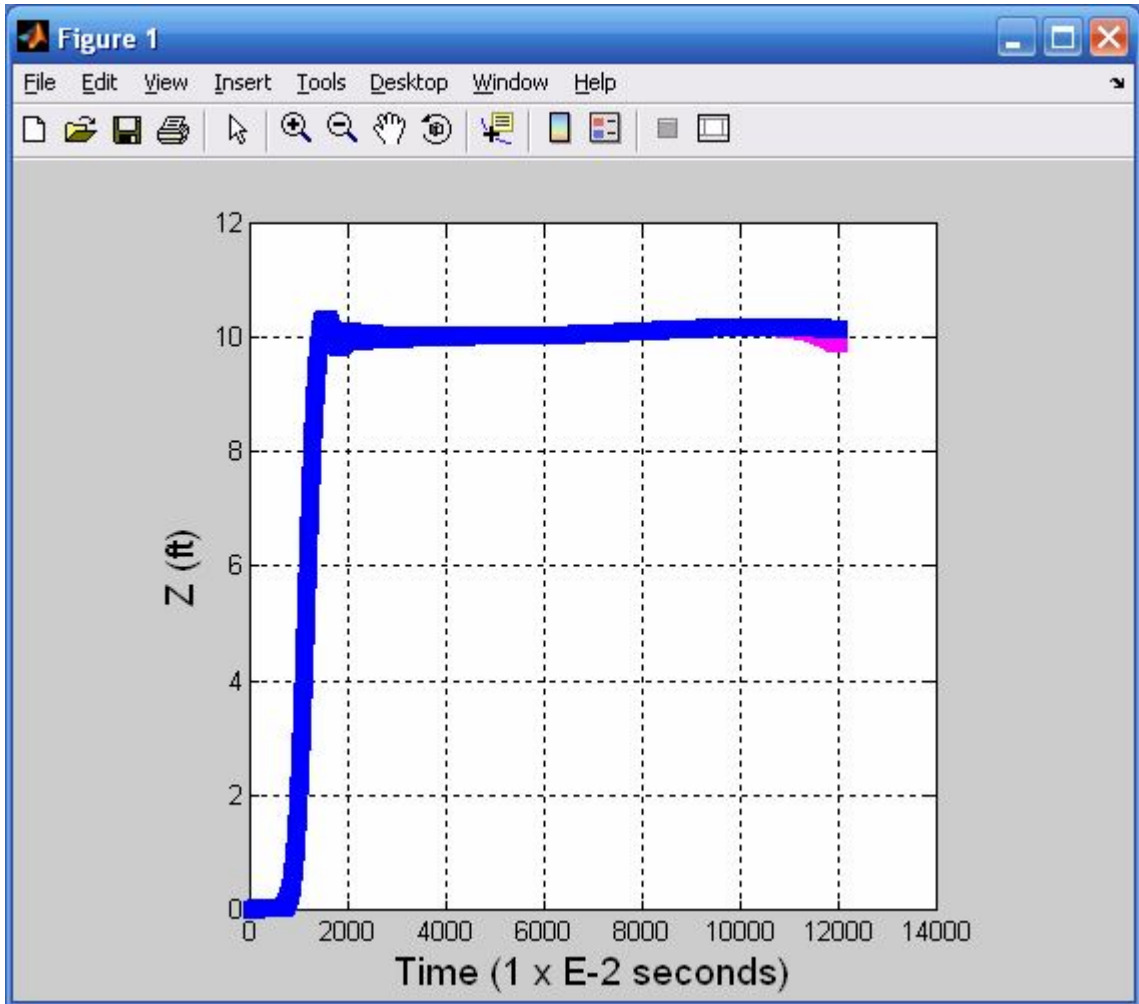 Figure 1
File Edit View Insert Tools Desktop Window Help
12
10
8
6
4
2
0
Z (ft)
0 2000 4000 6000 8000 10000 12000 14000
Time (1 x E-2 seconds)